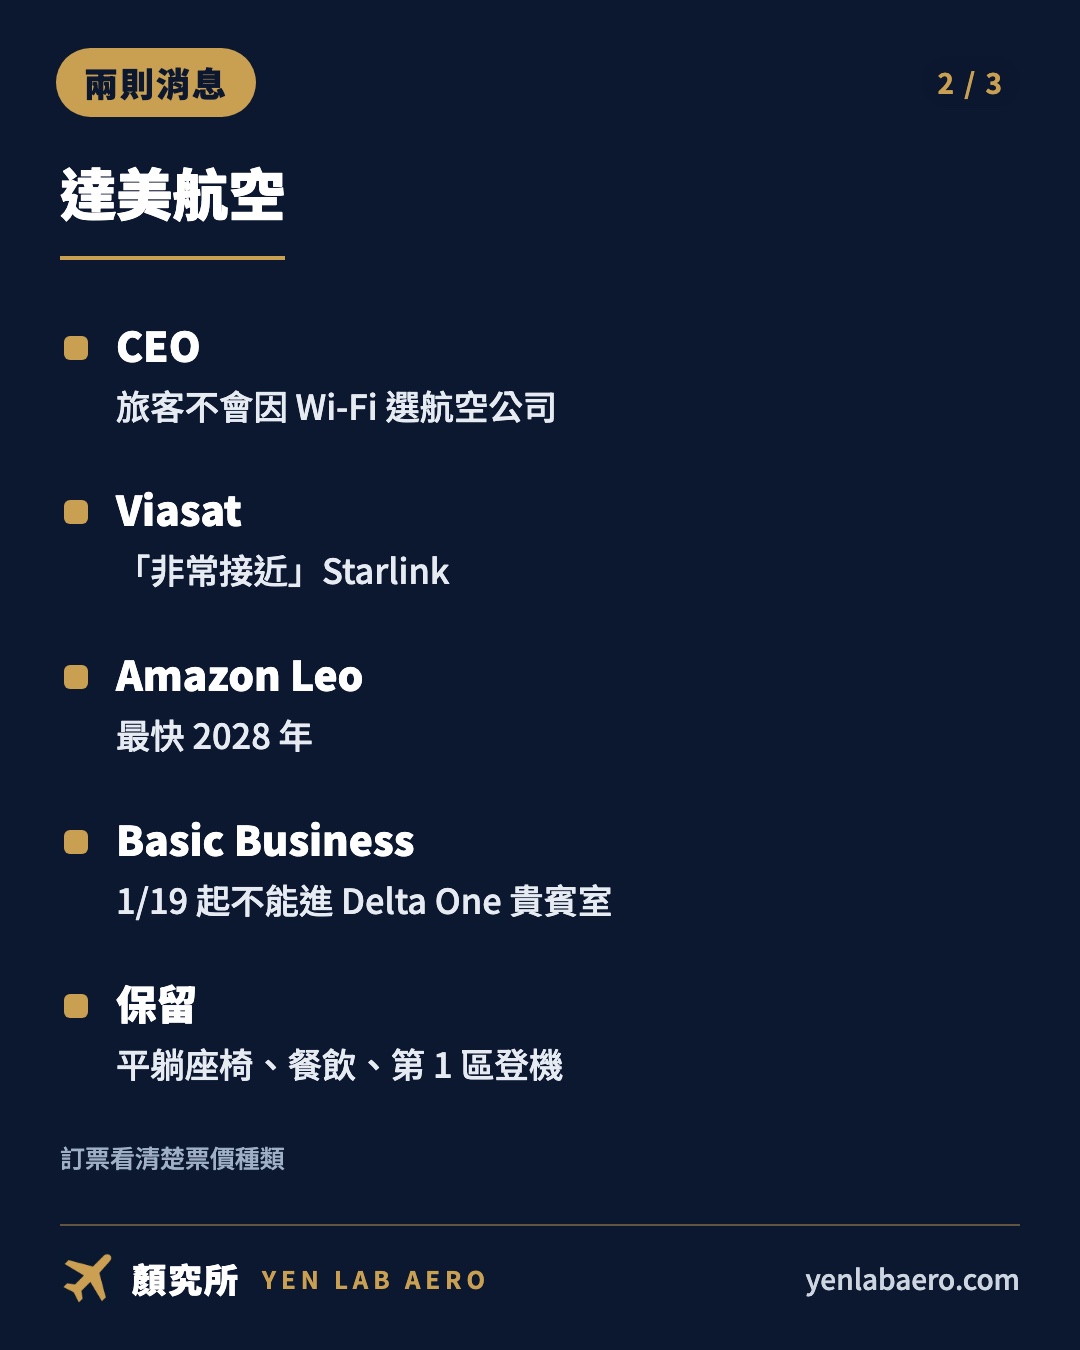 兩則消息
2 / 3
達美航空
CEO
旅客不會因 Wi-Fi 選航空公司
Viasat
「非常接近」Starlink
Amazon Leo
最快 2028 年
Basic Business
1/19 起不能進 Delta One 貴賓室
保留
平躺座椅、餐飲、第 1 區登機
訂票看清楚票價種類
顏究所 YEN LAB AERO
yenlabaero.com